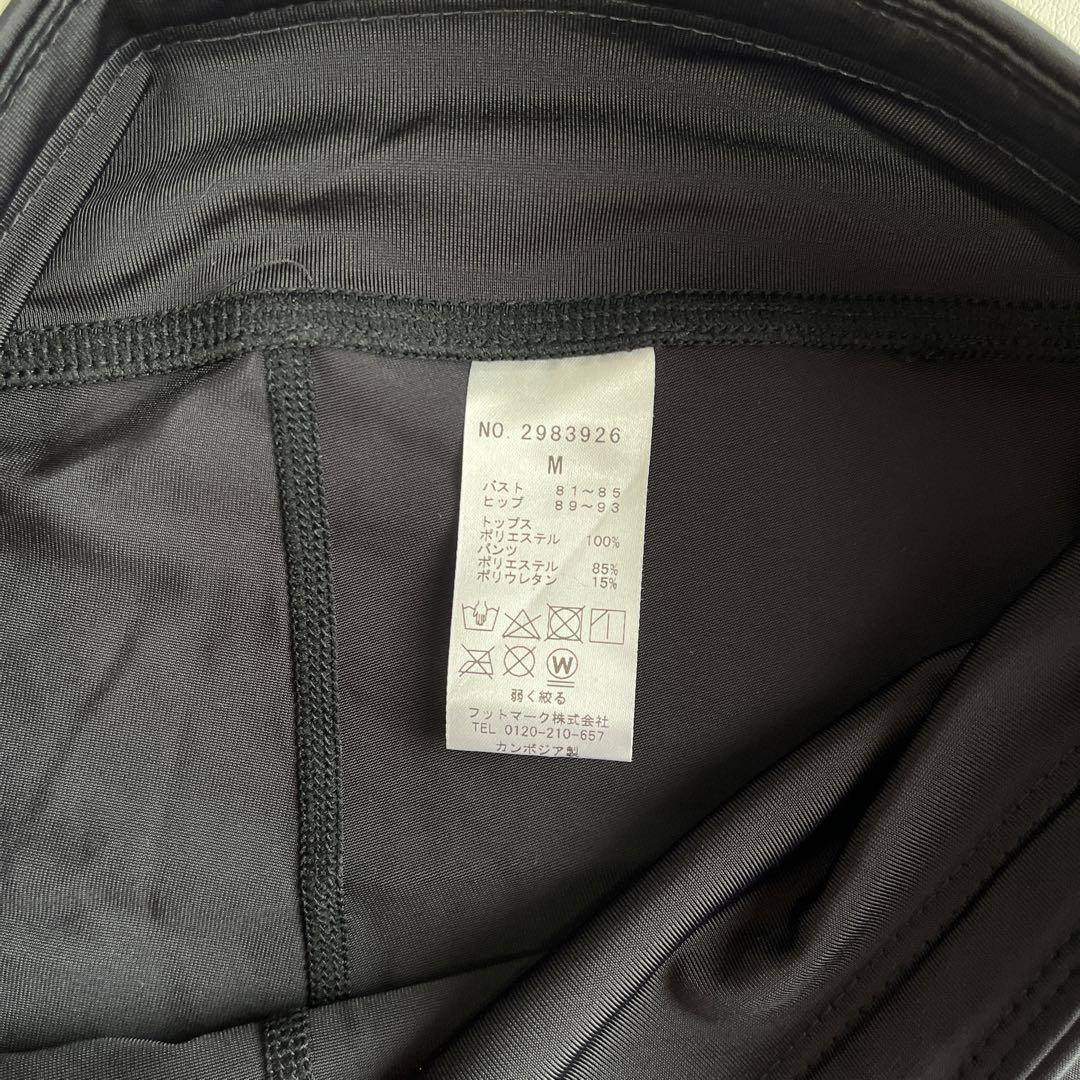 NO. 2983926
M
バスト 81〜85
ヒップ 89〜93
トップス
ポリエステル 100%
パンツ
ポリエステル 85%
ポリウレタン 15%
W
弱く絞る
フットマーク株式会社
TEL 0120-210-657
カンボジア製